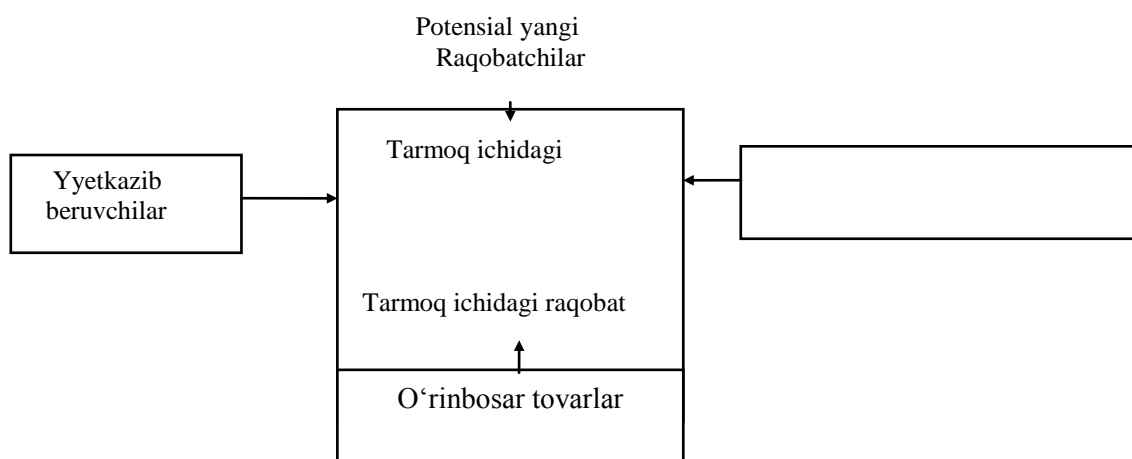 Potensial yangi
Raqobatchilar
Tarmoq ichidagi
Yyetkazib
beruvchilar
Tarmoq ichidagi raqobat
O‘rinbosar tovarlar